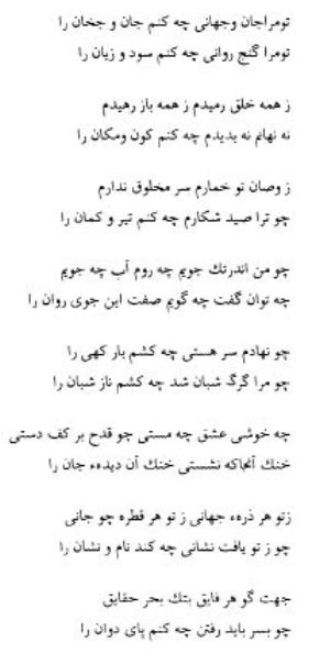 تومراجان وجهانی چه کنم جان و جخان را
تومرا گنج روانی چه کنم سود و زیان را
ز همه خلق رمیدم ز همه باز رهیدم
نه نهانم نه بدیدم چه کنم کون ومکان را
ز وصان تو خمارم سر مخلوق ندارم
چو ترا صید شکارم چه کنم تیر و کمان را
چو من اندرتك جویم چه روم آب چه جویم
چه توان گفت چه گویم صفت این جوی روان را
چو نهادم سر هستی چه کشم بار کهی را
چو مرا گرگ شبان شد چه کشم ناز شبان را
چه خوشی عشق چه مستی چو قدح بر کف دستی
خنك آنجاکه نشستی خنك آن دیدهء جان را
زتو هر ذرهء جهانی ز تو هر قطره چو جانی
چو ز تو یافت نشانی چه کند نام و نشان را
جهت گو هر فایق بتك بحر حقایق
چو بسر باید رفتن چه کنم پای دوان را